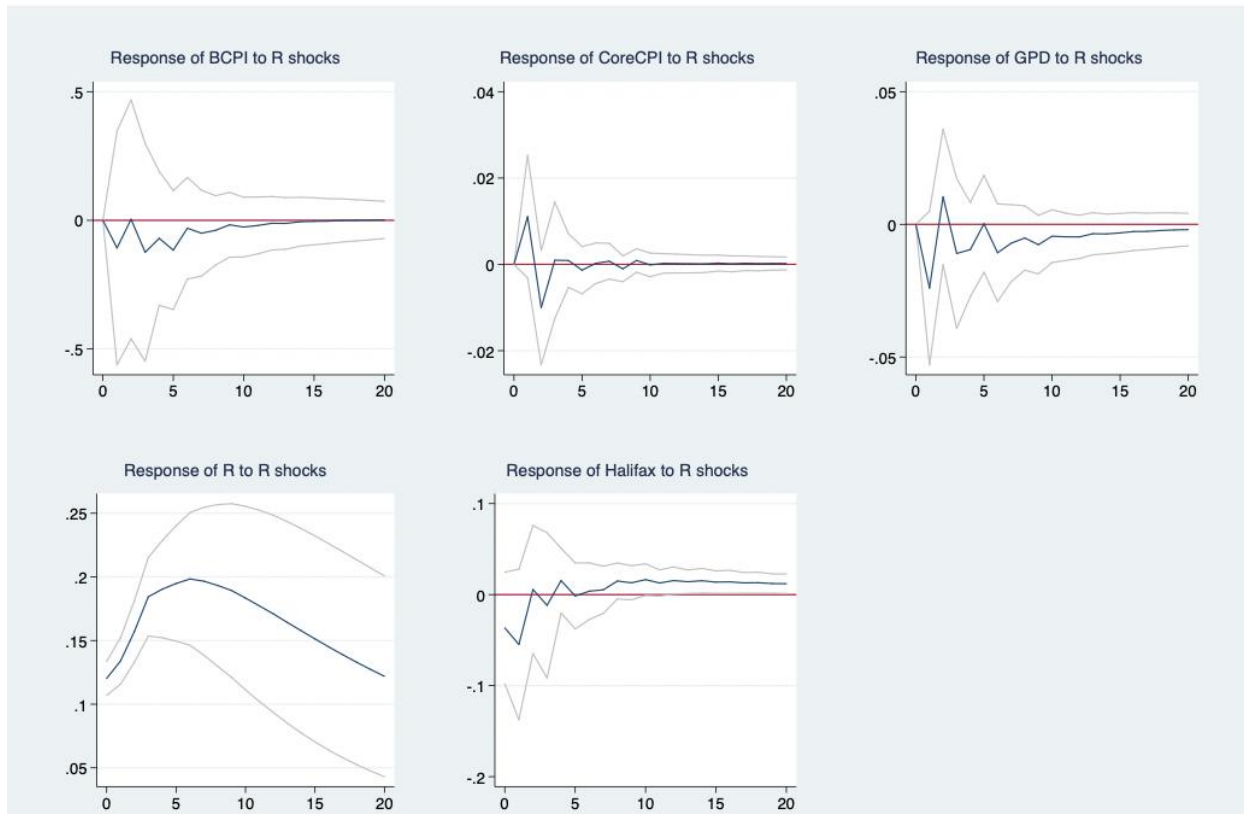 Response of BCPI to R shocks
.5
0
-.5
0 5 10 15 20
Response of CoreCPI to R shocks
.04
.02
0
-.02
0 5 10 15 20
Response of GPD to R shocks
.05
0
-.05
0 5 10 15 20
Response of R to R shocks
.25
.2
.15
.1
.05
0 5 10 15 20
Response of Halifax to R shocks
.1
0
-.1
-.2
0 5 10 15 20